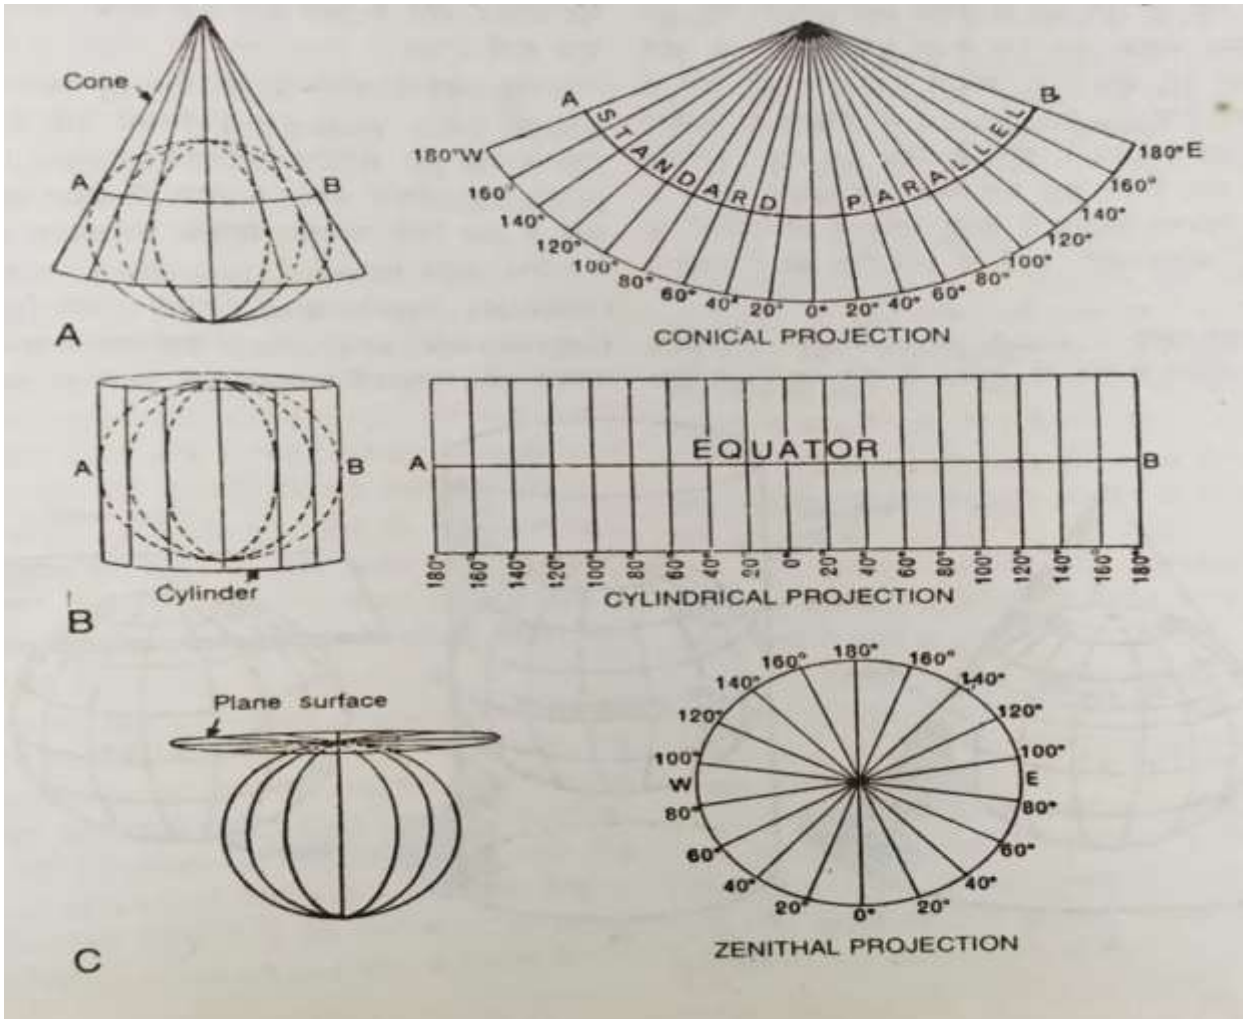 Cone
A
B
A
A
B
STANDARD PARALLEL
180°W
160°
140°
120°
100°
80°
60°
40°
20°
0°
20°
40°
60°
80°
100°
120°
140°
160°
180°E
CONICAL PROJECTION
A
B
Cylinder
B
EQUATOR
A
B
180°
160°
140°
120°
100°
80°
60°
40°
20°
0°
20°
40°
60°
80°
100°
120°
140°
160°
180°
CYLINDRICAL PROJECTION
Plane surface
C
180°
160°
160°
140°
140°
120°
120°
100°
100°
W
E
80°
80°
60°
60°
40°
40°
20°
20°
0°
ZENITHAL PROJECTION